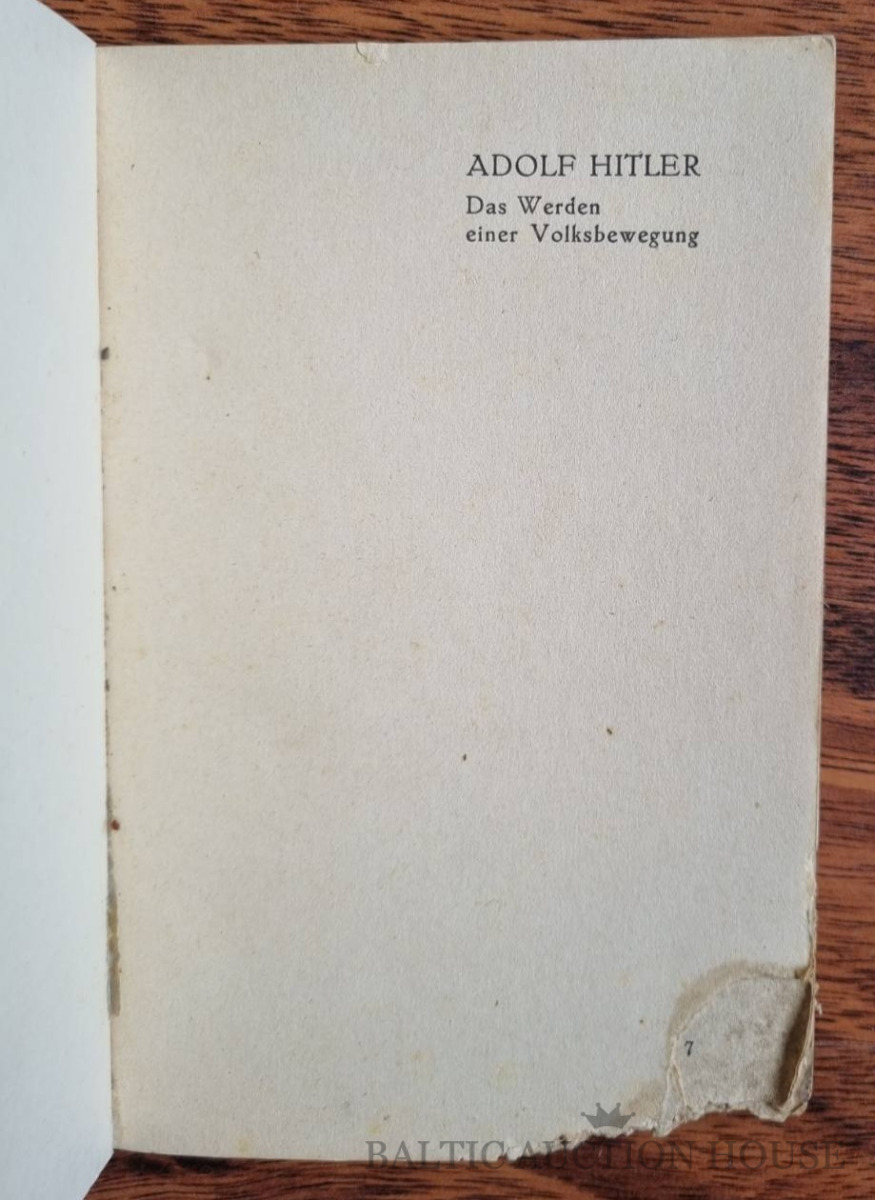 ADOLF HITLER
Das Werden
einer Volksbewegung
7
BALTIC AUCTION HOUSE